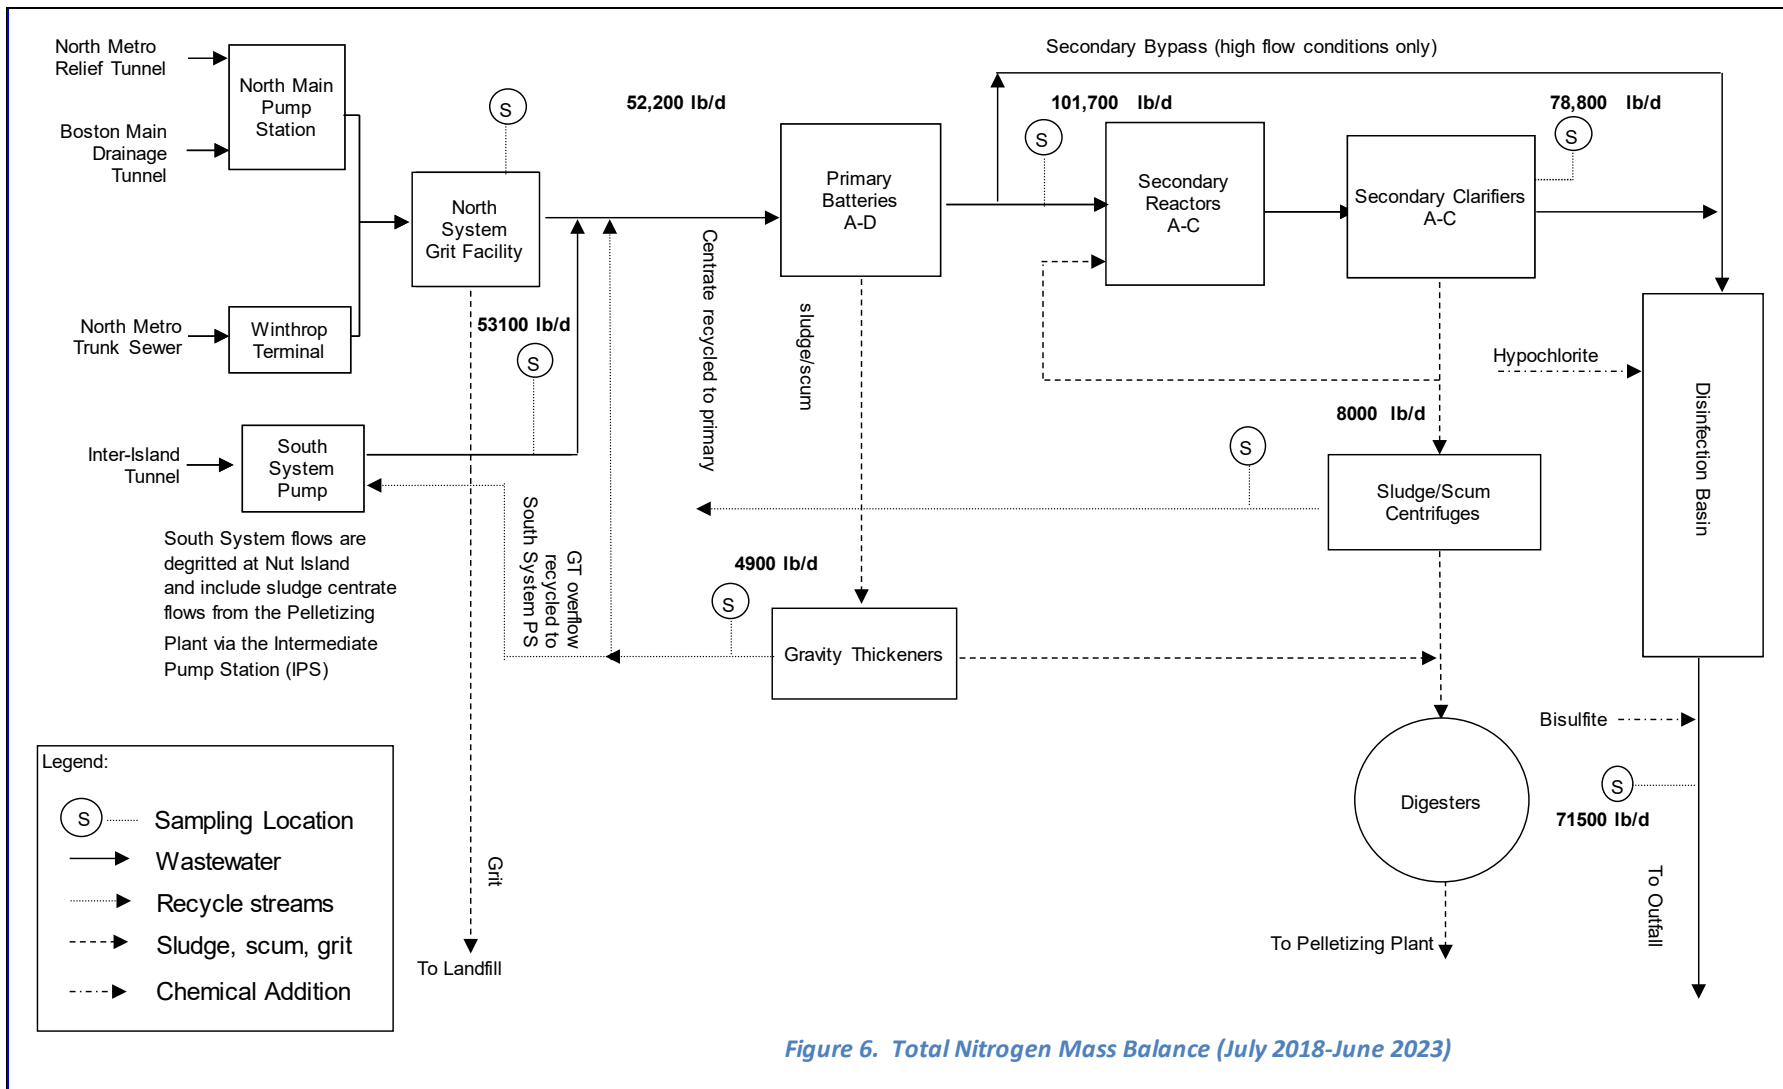 North Metro
Relief Tunnel
North Main
Pump
Station
Boston Main
Drainage
Tunnel
North Metro
Trunk Sewer
Winthrop
Terminal
Inter-Island
Tunnel
South
System
Pump
South System flows are
degritted at Nut Island
and include sludge centrate
flows from the Pelletizing
Plant via the Intermediate
Pump Station (IPS)
S
North
System
Grit Facility
53100 lb/d
S
52,200 lb/d
Centrate recycled to primary
Primary
Batteries
A-D
sludge/scum
GT overflow
recycled to
South System PS
4900 lb/d
S
Gravity Thickeners
Grit
To Landfill
Secondary Bypass (high flow conditions only)
101,700 lb/d
S
Secondary
Reactors
A-C
78,800 lb/d
S
Secondary Clarifiers
A-C
8000 lb/d
S
Sludge/Scum
Centrifuges
Digesters
To Pelletizing Plant
Hypochlorite
Disinfection Basin
Bisulfite
S
71500 lb/d
To Outfall
Legend:
S Sampling Location
Wastewater
Recycle streams
Sludge, scum, grit
Chemical Addition
Figure 6. Total Nitrogen Mass Balance (July 2018-June 2023)